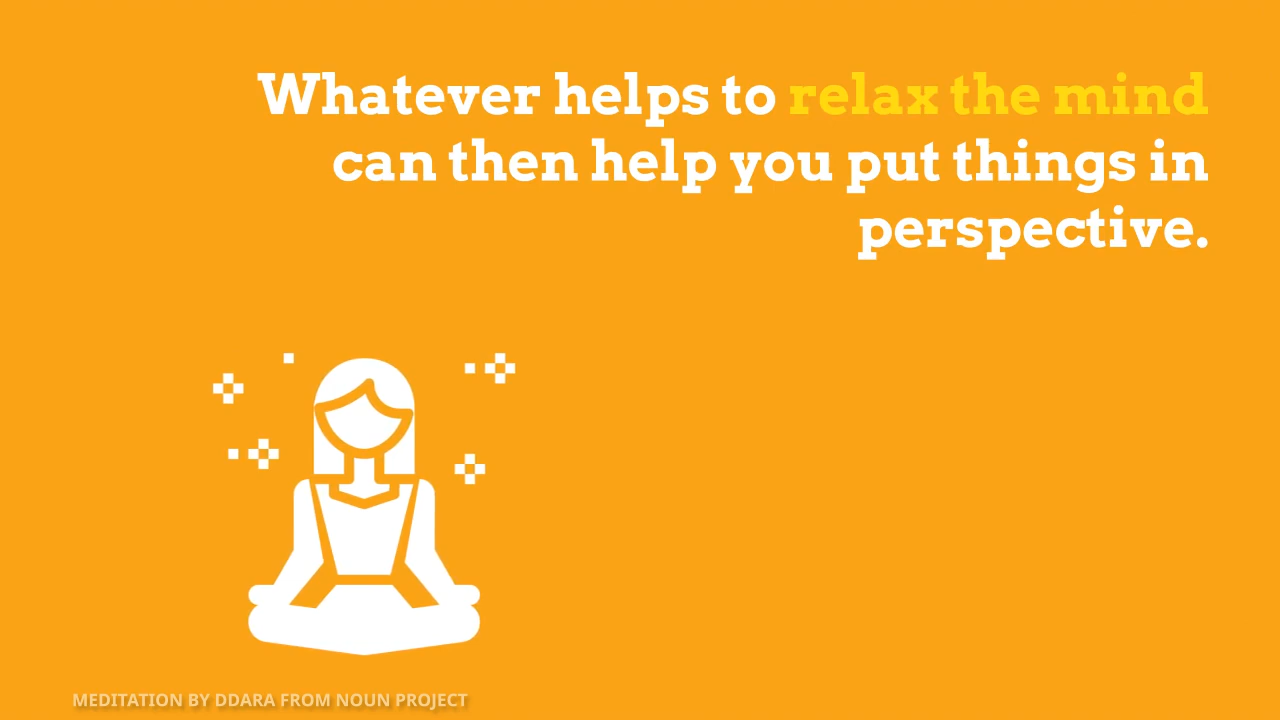 Whatever helps to relax the mind
can then help you put things in
perspective.
MEDITATION BY DDARA FROM NOUN PROJECT